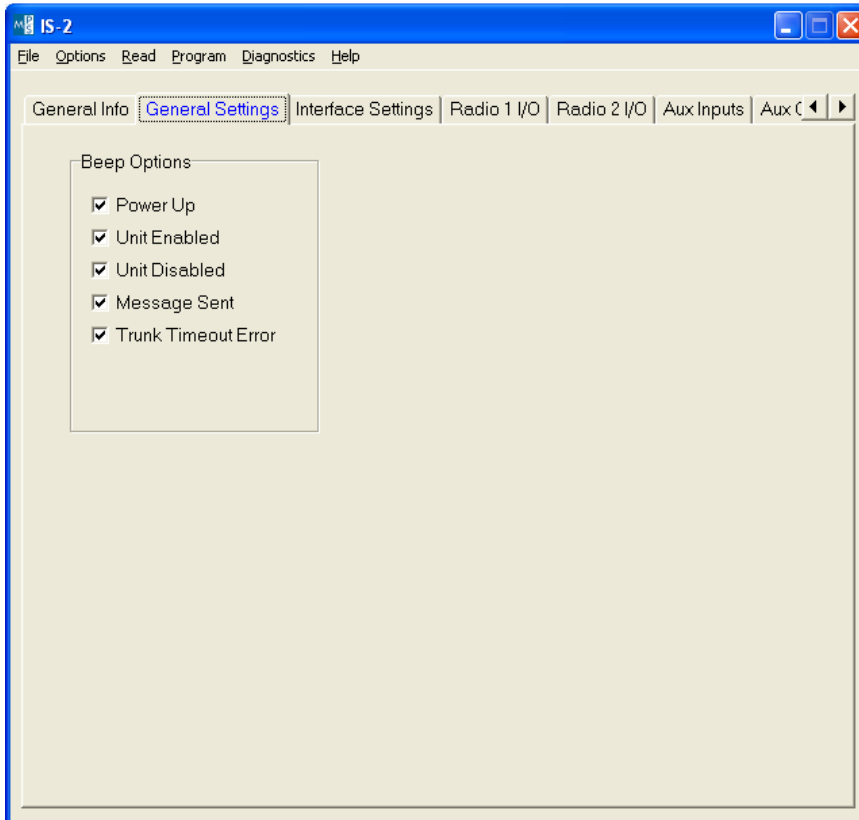 IS-2
File Options Read Program Diagnostics Help
General Info General Settings Interface Settings Radio 1 I/O Radio 2 I/O Aux Inputs Aux
Beep Options
Power Up
Unit Enabled
Unit Disabled
Message Sent
Trunk Timeout Error